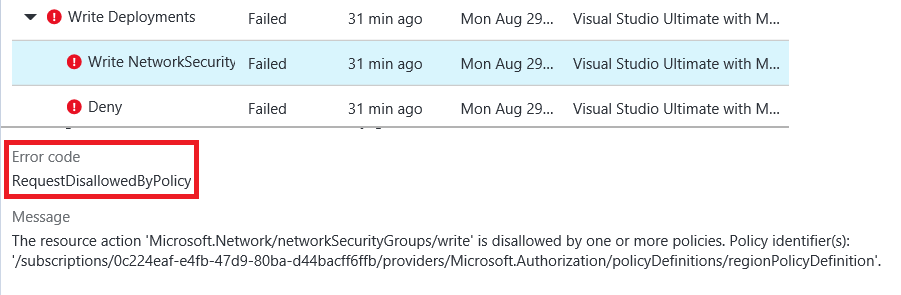 Write Deployments Failed 31 min ago Mon Aug 29... Visual Studio Ultimate with M...
Write NetworkSecurity Failed 31 min ago Mon Aug 29... Visual Studio Ultimate with M...
Deny Failed 31 min ago Mon Aug 29... Visual Studio Ultimate with M...
Error code
RequestDisallowedByPolicy
Message
The resource action 'Microsoft.Network/networkSecurityGroups/write' is disallowed by one or more policies. Policy identifier(s):
'/subscriptions/0c224eaf-e4fb-47d9-80ba-d44bacff6ffb/providers/Microsoft.Authorization/policyDefinitions/regionPolicyDefinition'.